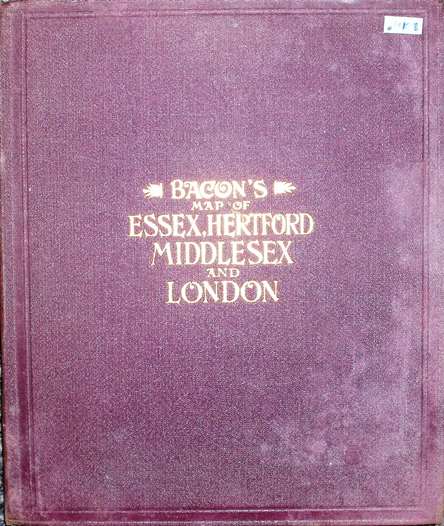 BACON'S
MAP OF
ESSEX, HERTFORD
MIDDLESEX
AND
LONDON